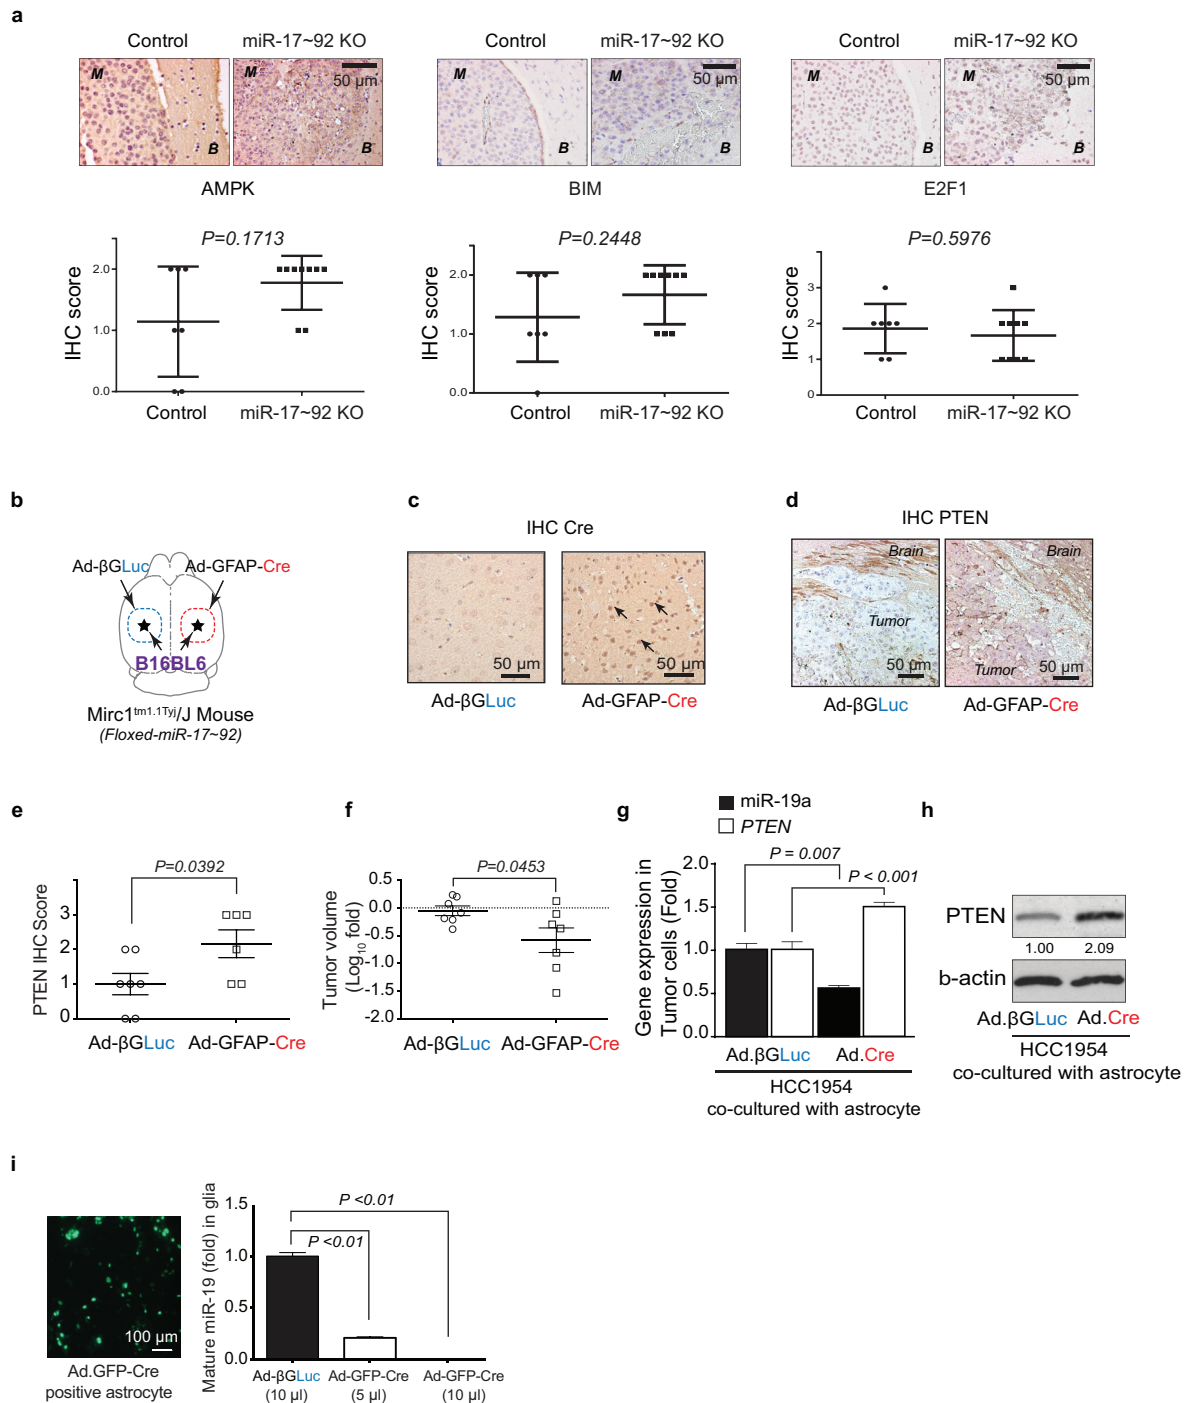 a
Control miR-17~92 KO
Control miR-17~92 KO
Control miR-17~92 KO
M 50 µm B
M 50 µm B
M 50 µm B
AMPK
BIM
E2F1
P=0.1713
IHC score
2.0
1.0
0.0
Control miR-17~92 KO
P=0.2448
IHC score
2.0
1.0
0.0
Control miR-17~92 KO
P=0.5976
IHC score
3
2
1
0
Control miR-17~92 KO
b
Ad-βGLuc Ad-GFAP-Cre
B16BL6
Mirc1tm1.1Tyj/J Mouse
(Floxed-miR-17~92)
c
IHC Cre
50 µm 50 µm
Ad-βGLuc Ad-GFAP-Cre
d
IHC PTEN
Brain Brain
Tumor
Tumor
50 µm 50 µm
Ad-βGLuc Ad-GFAP-Cre
e
P=0.0392
PTEN IHC Score
3
2
1
0
Ad-βGLuc Ad-GFAP-Cre
f
P=0.0453
Tumor volume
(Log10 fold)
0.5
0.0
-0.5
-1.0
-1.5
-2.0
Ad-βGLuc Ad-GFAP-Cre
g
miR-19a
PTEN
P = 0.007
P < 0.001
Gene expression in
Tumor cells (Fold)
2.0
1.5
1.0
0.5
0.0
Ad.βGLuc Ad.Cre
HCC1954
co-cultured with astrocyte
h
PTEN
1.00 2.09
b-actin
Ad.βGLuc Ad.Cre
HCC1954
co-cultured with astrocyte
i
100 µm
Ad.GFP-Cre
positive astrocyte
Mature miR-19 (fold) in glia
1.5
1.0
0.5
0.0
P <0.01
P <0.01
Ad-βGLuc Ad-GFP-Cre Ad-GFP-Cre
(10 µl) (5 µl) (10 µl)